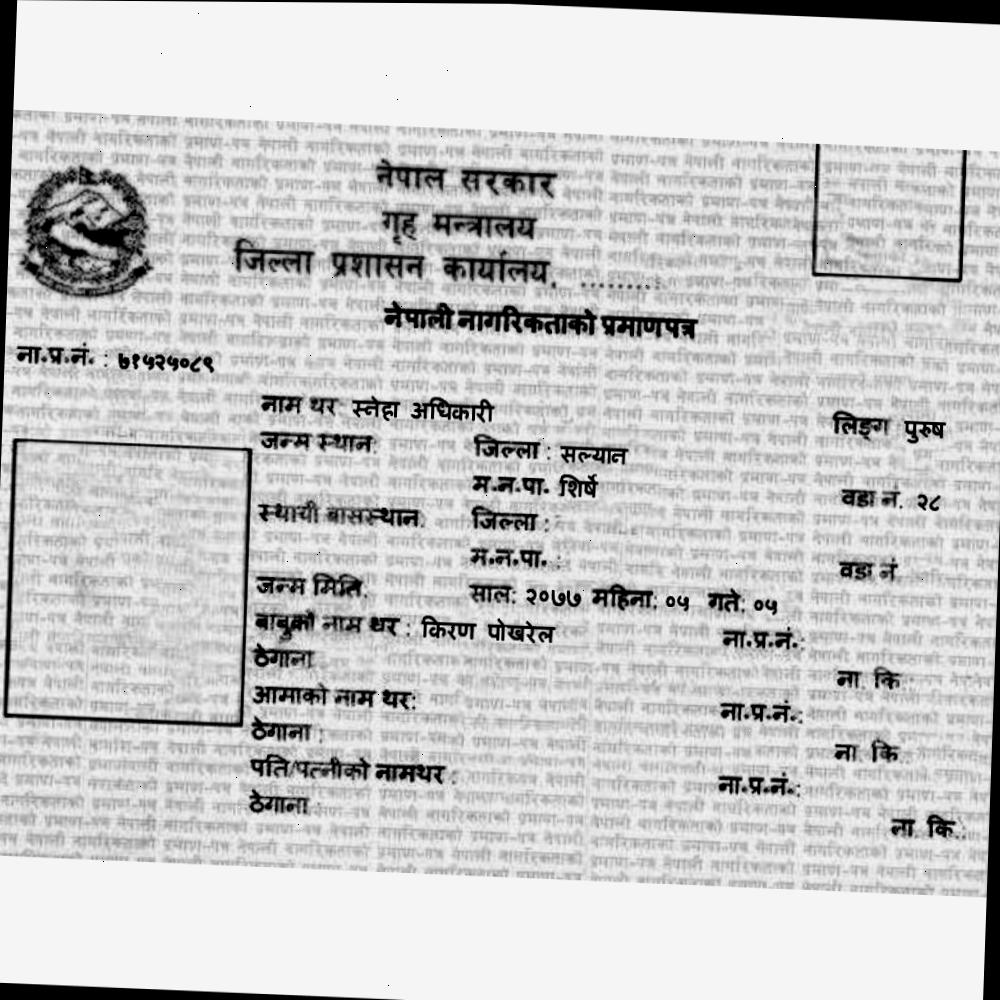 नेपाल सरकार
गृह मन्त्रालय
जिल्ला प्रशासन कार्यालय, .........
नेपाली नागरिकताको प्रमाणपत्र
ना.प्र.नं. : ७१५२५०८९
नाम थर: स्नेहा अधिकारी लिङ्ग पुरुष
जन्म स्थान: जिल्ला : सल्यान
म.न.पा. शिर्षे वडा नं. २८
स्थायी बासस्थान: जिल्ला :
म.न.पा. : वडा नं
जन्म मिति: साल: २०७७ महिना: ०५ गते: ०५
बाबुको नाम थर : किरण पोखरेल ना.प्र.नं.:
ठेगाना ना. कि.:
आमाको नाम थर: ना.प्र.नं.:
ठेगाना : ना. कि.:
पति/पत्नीको नामथर : ना.प्र.नं.:
ठेगाना : ना. कि.: